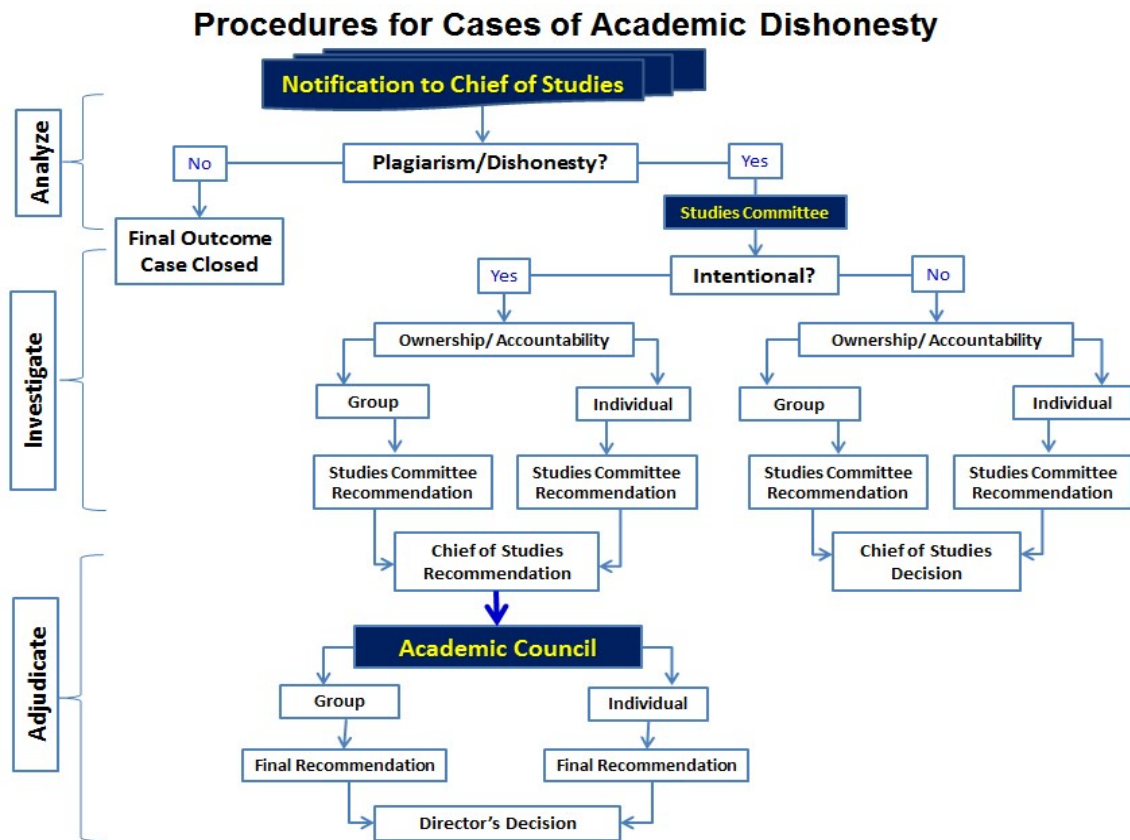 Procedures for Cases of Academic Dishonesty
Notification to Chief of Studies
Analyze
No
Plagiarism/Dishonesty?
Yes
Studies Committee
Final Outcome
Case Closed
Investigate
Yes
Intentional?
No
Ownership/ Accountability
Ownership/ Accountability
Group
Individual
Group
Individual
Studies Committee
Recommendation
Studies Committee
Recommendation
Studies Committee
Recommendation
Studies Committee
Recommendation
Adjudicate
Chief of Studies
Recommendation
Chief of Studies
Decision
Academic Council
Group
Individual
Final Recommendation
Final Recommendation
Director’s Decision